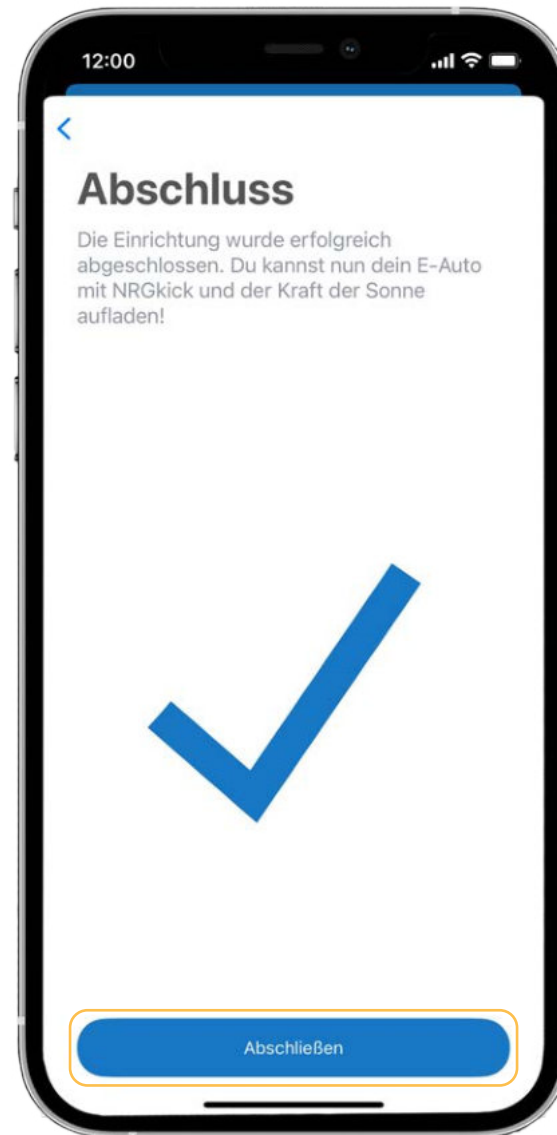 12:00
Abschluss
Die Einrichtung wurde erfolgreich
abgeschlossen. Du kannst nun dein E-Auto
mit NRGkick und der Kraft der Sonne
aufladen!
Abschließen